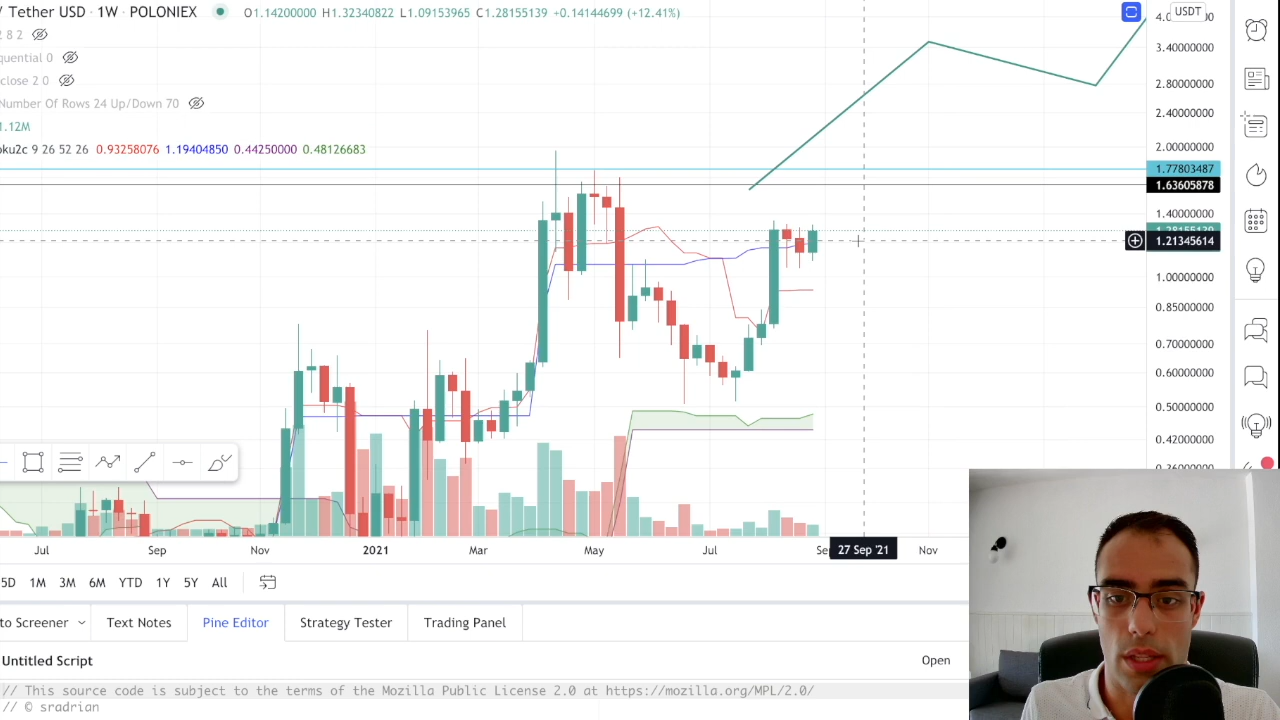 / Tether USD · 1W · POLONIEX O1.14200000 H1.32340822 L1.09153965 C1.28155139 +0.14144699 (+12.41%)
2 8 2
quential 0
close 2 0
Number Of Rows 24 Up/Down 70
1.12M
oku2c 9 26 52 26 0.93258076 1.19404850 0.44250000 0.48126683
USDT
3.40000000
2.80000000
2.40000000
2.00000000
1.77803487
1.63605878
1.40000000
1.28155139
1.21345614
1.00000000
0.85000000
0.70000000
0.60000000
0.50000000
0.42000000
Jul Sep Nov 2021 Mar May Jul Se 27 Sep '21 Nov
5D 1M 3M 6M YTD 1Y 5Y All
to Screener Text Notes Pine Editor Strategy Tester Trading Panel
Untitled Script Open
// This source code is subject to the terms of the Mozilla Public License 2.0 at https://mozilla.org/MPL/2.0/
// © sradrian